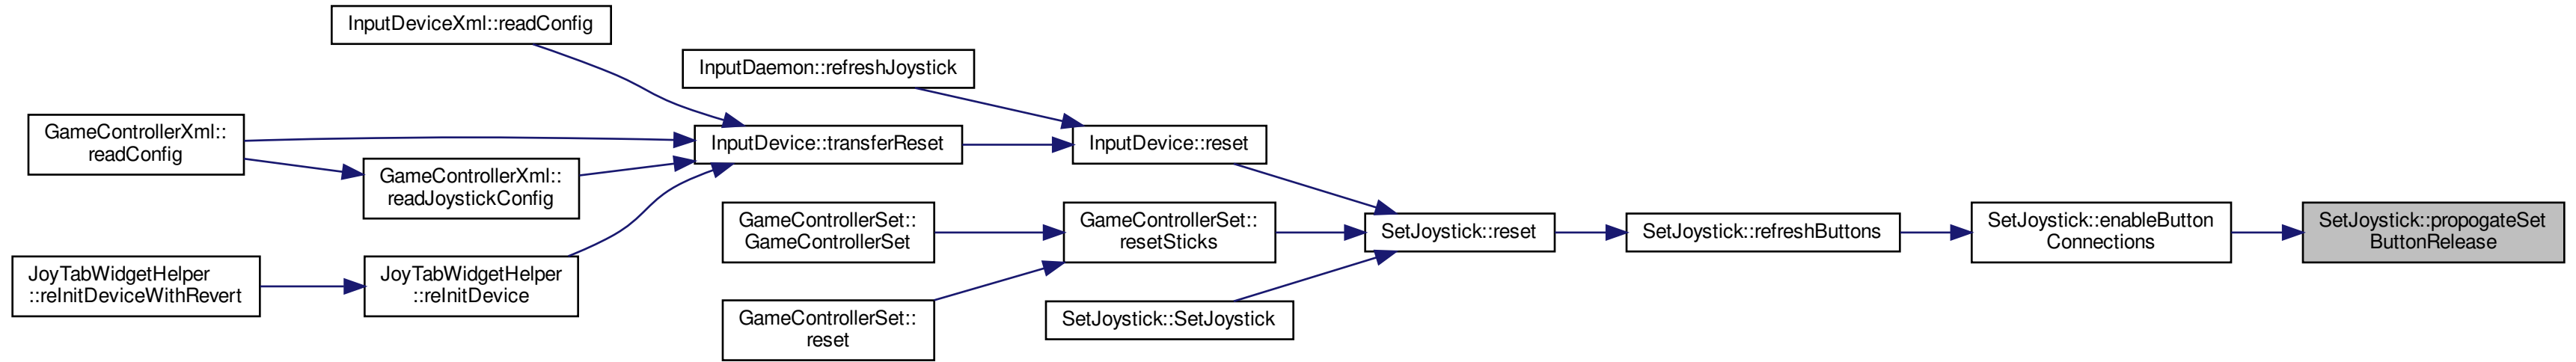 InputDeviceXml::readConfig
InputDaemon::refreshJoystick
GameControllerXml::
readConfig
InputDevice::transferReset
InputDevice::reset
GameControllerXml::
readJoystickConfig
GameControllerSet::
GameControllerSet
GameControllerSet::
resetSticks
SetJoystick::reset
SetJoystick::refreshButtons
SetJoystick::enableButton
Connections
SetJoystick::propogateSet
ButtonRelease
JoyTabWidgetHelper
::reInitDeviceWithRevert
JoyTabWidgetHelper
::reInitDevice
GameControllerSet::
reset
SetJoystick::SetJoystick